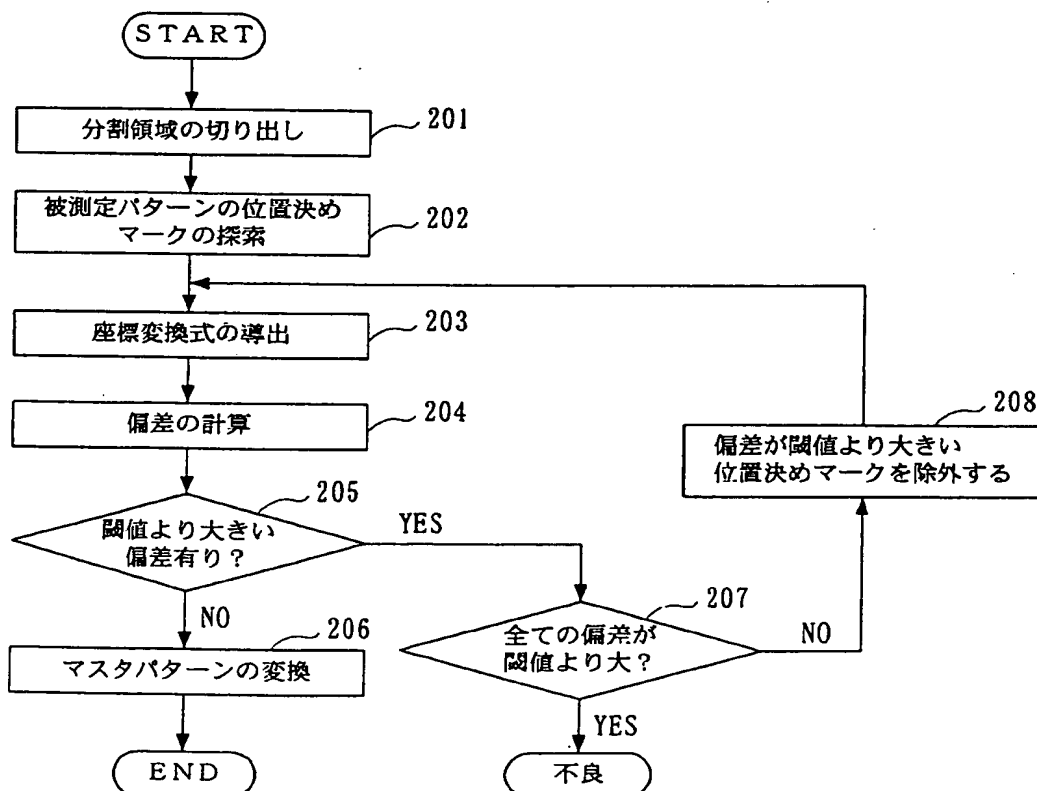 START
分割領域の切り出し
201
被測定パターンの位置決め
マークの探索
202
座標変換式の導出
203
偏差の計算
204
閾値より大きい
偏差有り？
205
YES
NO
マスタパターンの変換
206
END
全ての偏差が
閾値より大？
207
NO
YES
不良
偏差が閾値より大きい
位置決めマークを除外する
208